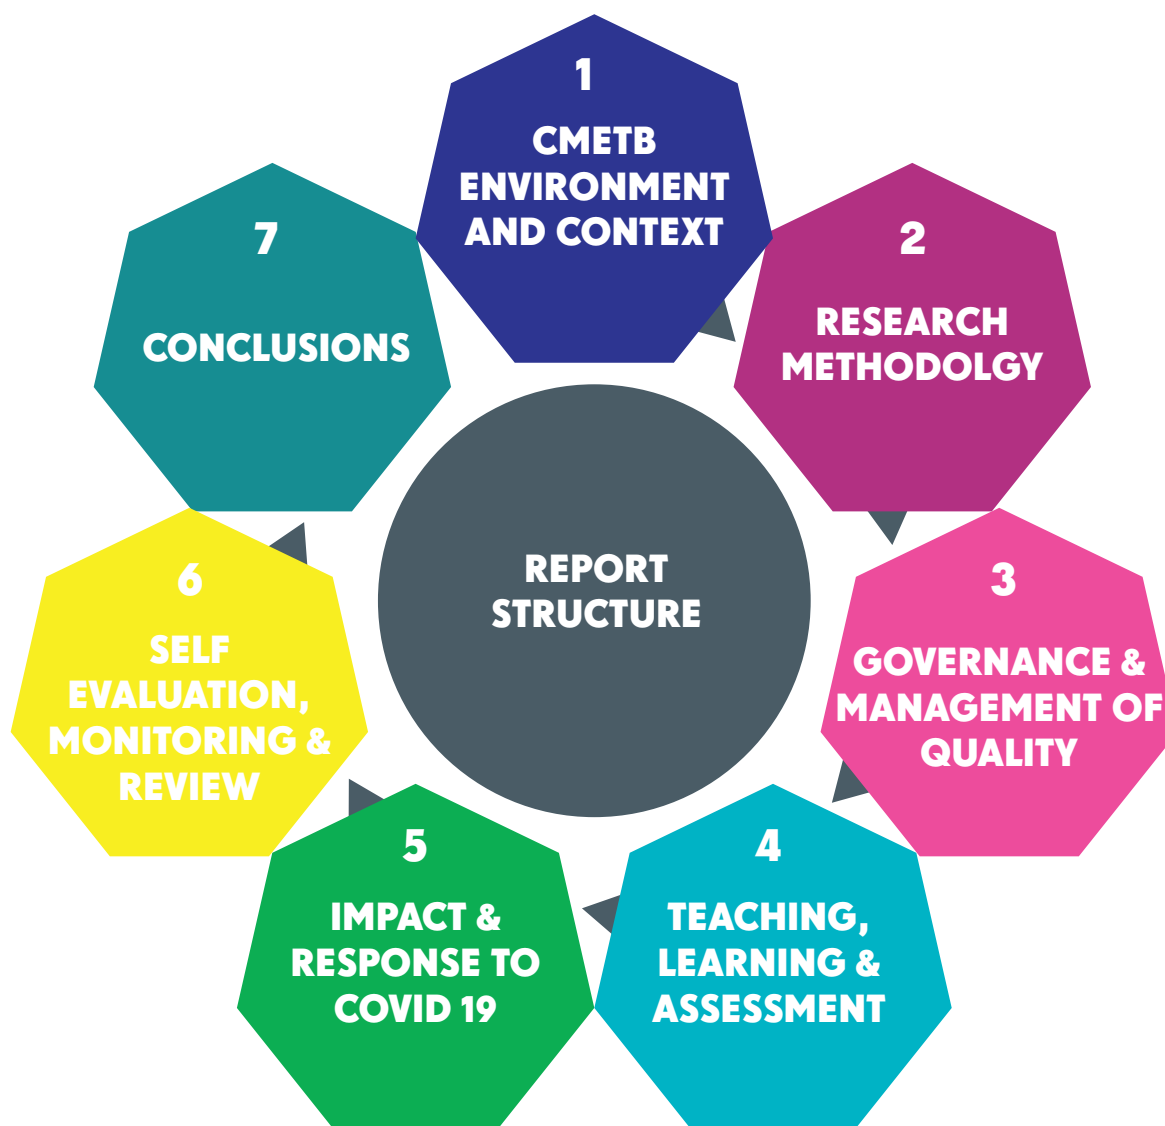 1
CMETB
ENVIRONMENT
AND CONTEXT
2
RESEARCH
METHODOLGY
3
GOVERNANCE &
MANAGEMENT OF
QUALITY
4
TEACHING,
LEARNING &
ASSESSMENT
5
IMPACT &
RESPONSE TO
COVID 19
6
SELF
EVALUATION,
MONITORING &
REVIEW
7
CONCLUSIONS
REPORT
STRUCTURE